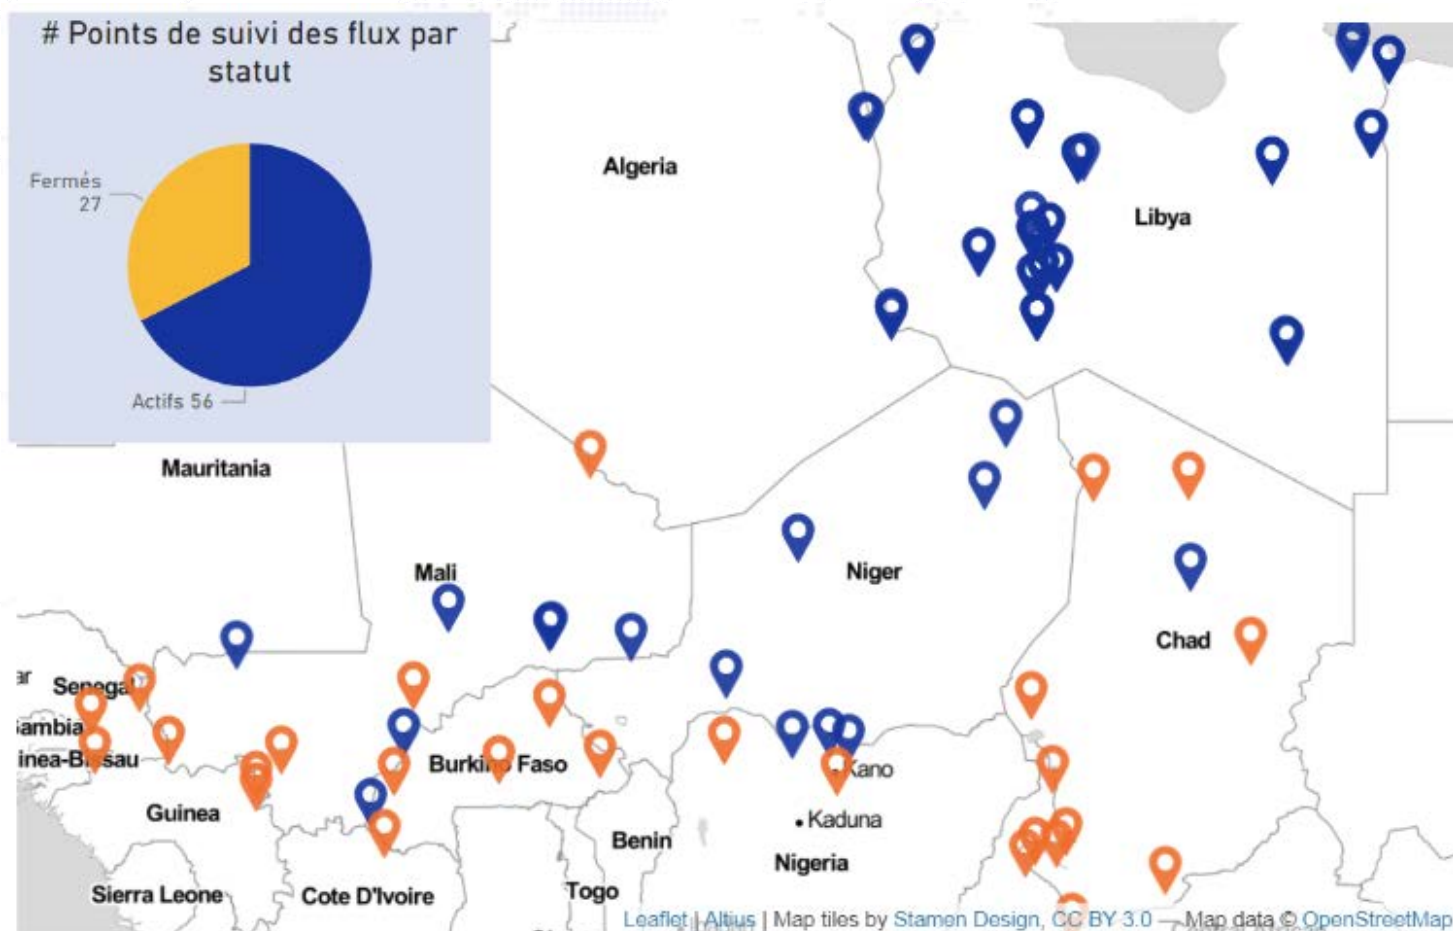 # Points de suivi des flux par
statut
Fermés
27
Actifs 56
Algeria
Libya
Mauritania
Mali
Niger
Chad
Senegal
ambia
inea-Bissau
Burkina Faso
Kano
Guinea
Kaduna
Benin
Nigeria
Sierra Leone
Cote D'Ivoire
Togo
Leaflet | Altius | Map tiles by Stamen Design, CC BY 3.0 — Map data © OpenStreetMap